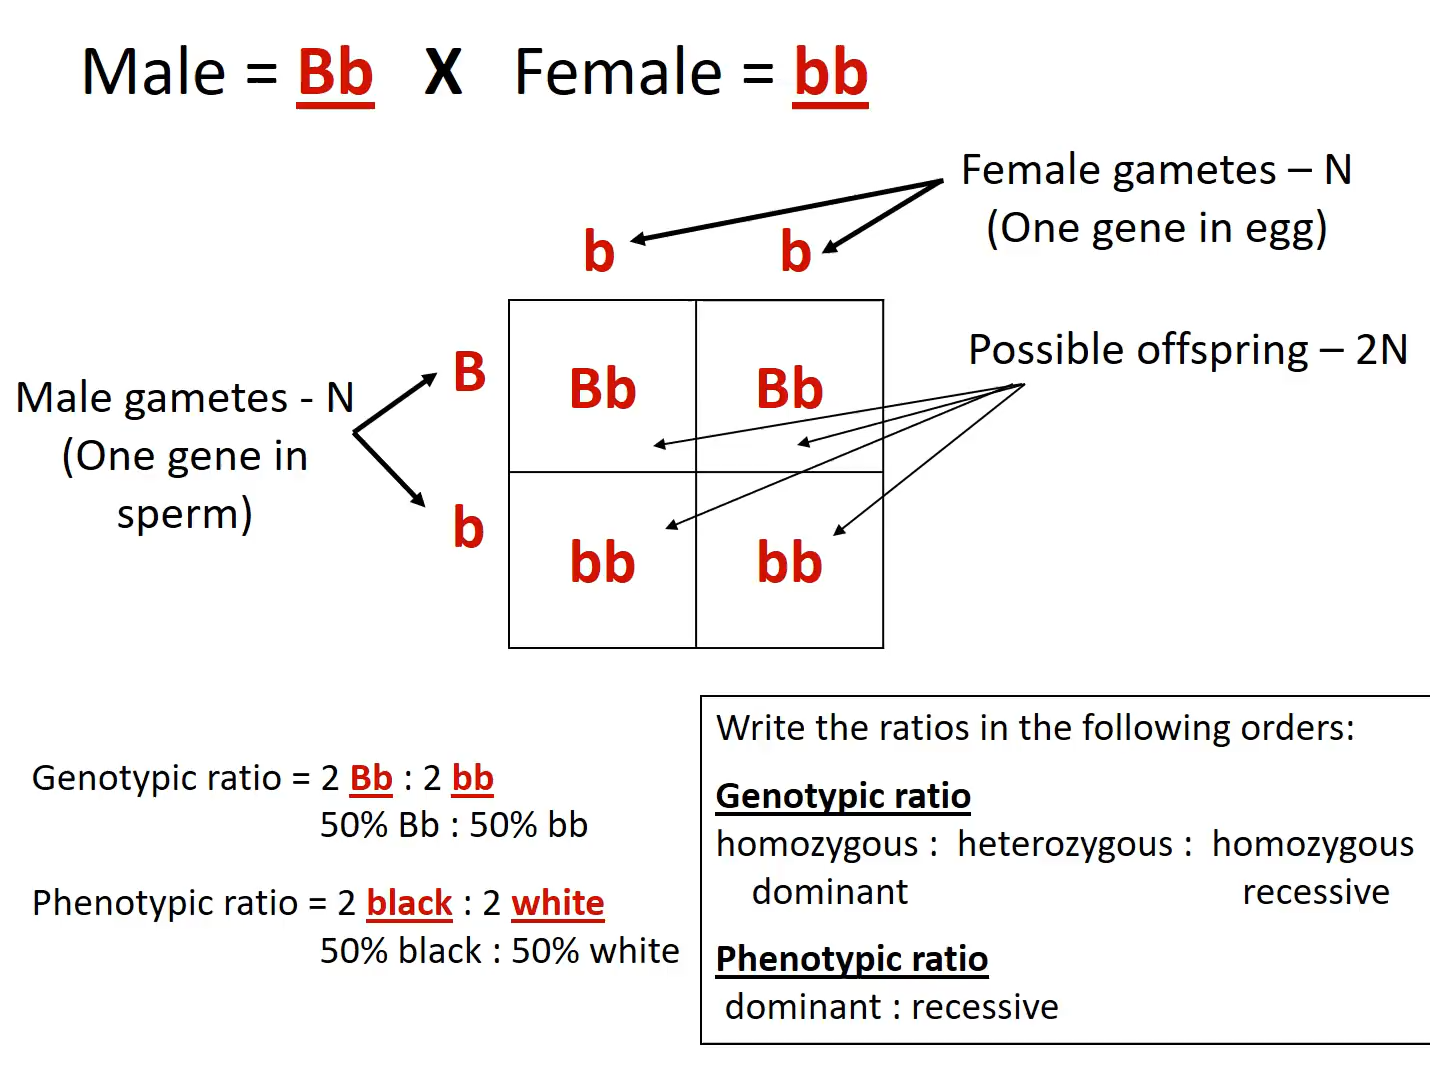 Male = Bb X Female = bb
Female gametes – N
(One gene in egg)
b b
Possible offspring – 2N
Male gametes - N
(One gene in
sperm)
B Bb Bb
b bb bb
Genotypic ratio = 2 Bb : 2 bb
50% Bb : 50% bb
Phenotypic ratio = 2 black : 2 white
50% black : 50% white
Write the ratios in the following orders:
Genotypic ratio
homozygous : heterozygous : homozygous
dominant recessive
Phenotypic ratio
dominant : recessive